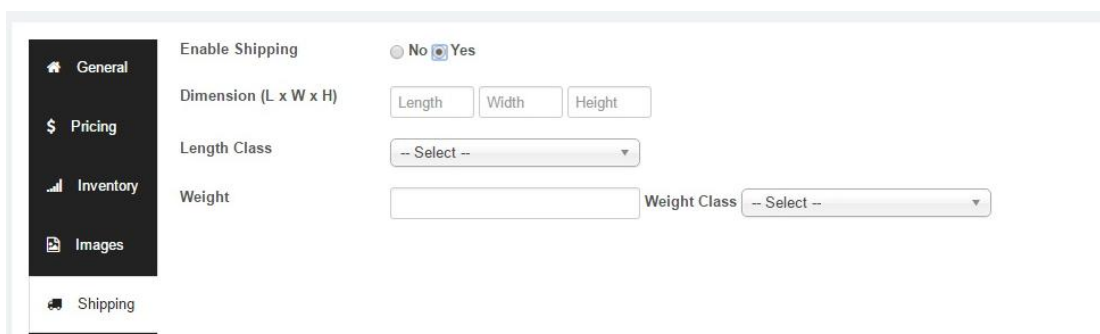 General
$ Pricing
Inventory
Images
Shipping
Enable Shipping No Yes
Dimension (L x W x H) Length Width Height
Length Class -- Select --
Weight Weight Class -- Select --